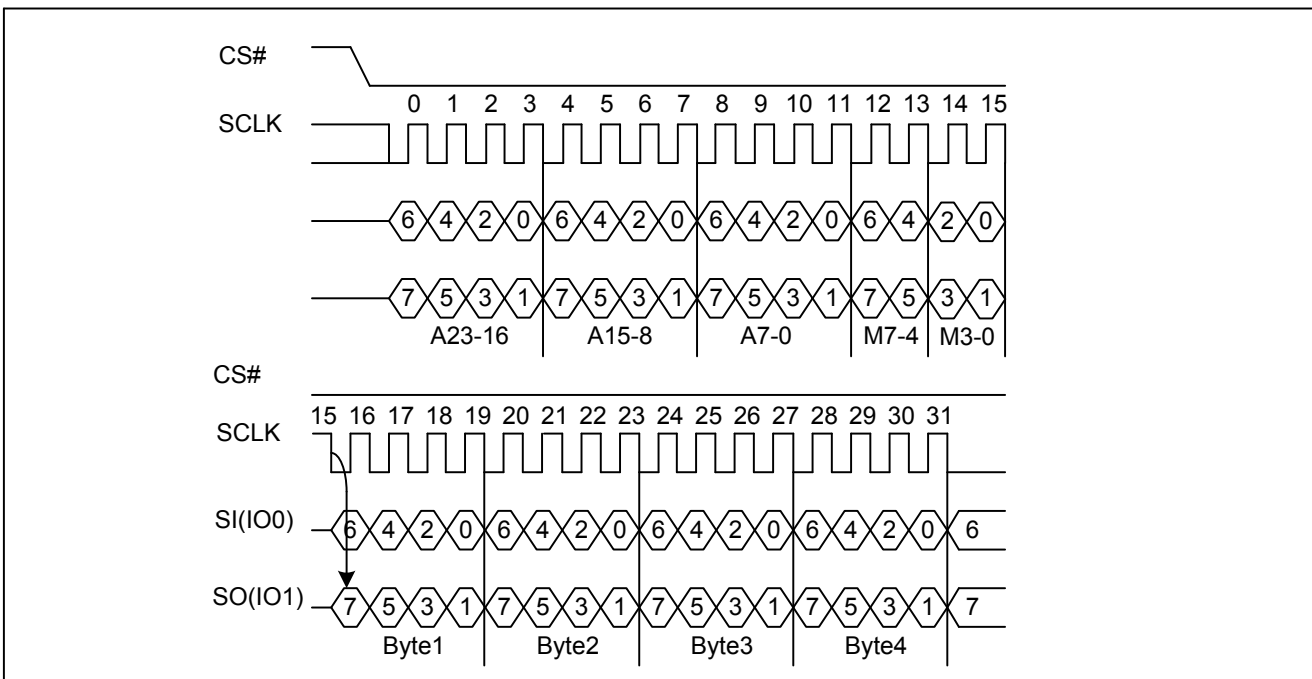 CS#
0 1 2 3 4 5 6 7 8 9 10 11 12 13 14 15
SCLK
6 4 2 0 6 4 2 0 6 4 2 0 6 4 2 0
7 5 3 1 7 5 3 1 7 5 3 1 7 5 3 1
A23-16 A15-8 A7-0 M7-4 M3-0
CS#
15 16 17 18 19 20 21 22 23 24 25 26 27 28 29 30 31
SCLK
SI(IO0) 6 4 2 0 6 4 2 0 6 4 2 0 6 4 2 0 6
SO(IO1) 7 5 3 1 7 5 3 1 7 5 3 1 7 5 3 1 7
Byte1 Byte2 Byte3 Byte4